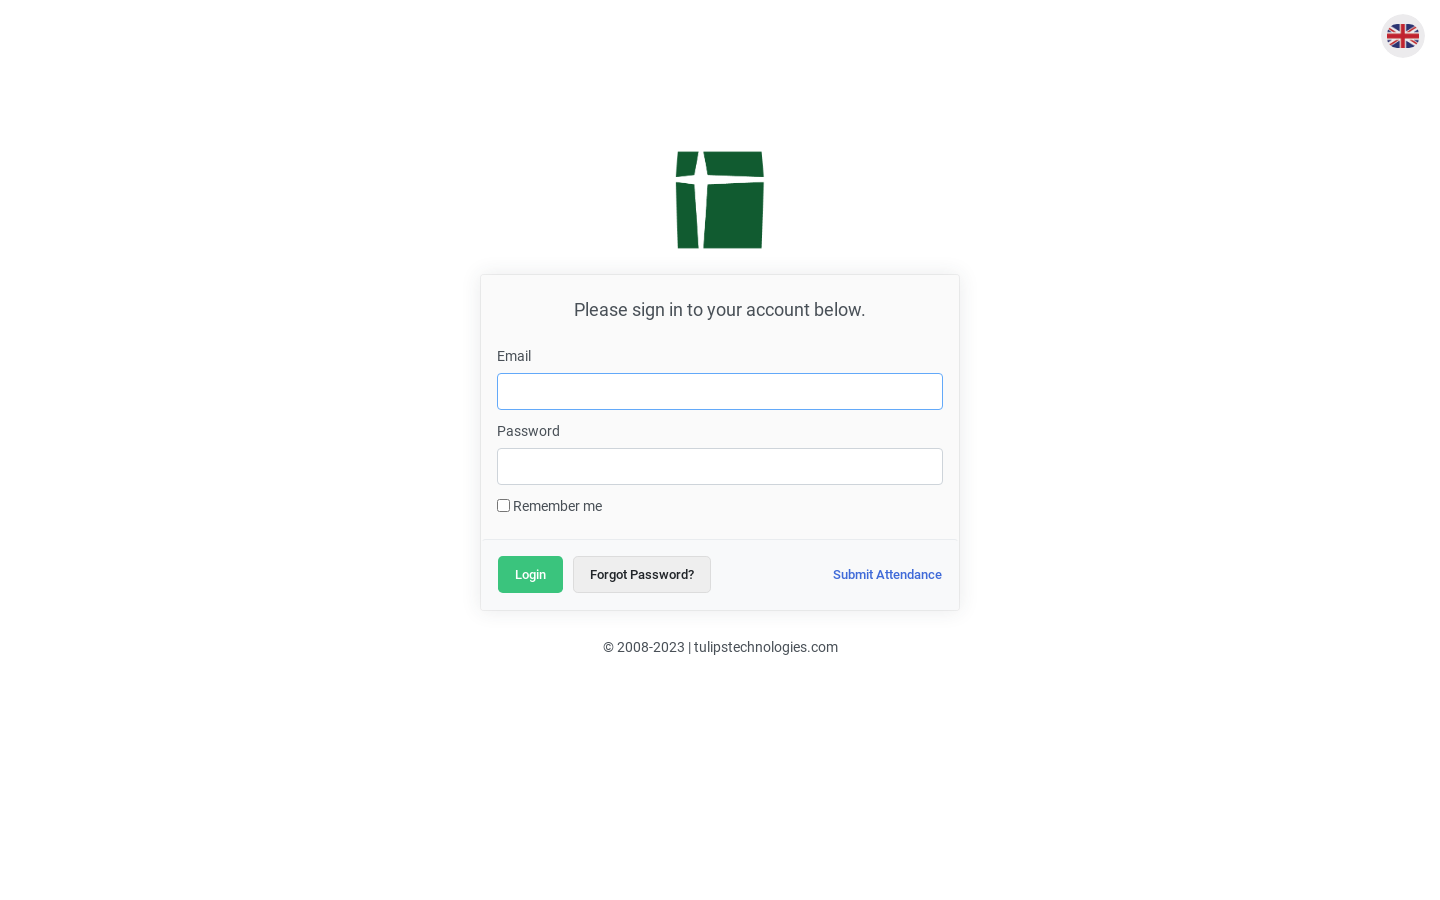 Please sign in to your account below.
Email
Password
Remember me
Login
Forgot Password?
Submit Attendance
© 2008-2023 | tulipstechnologies.com